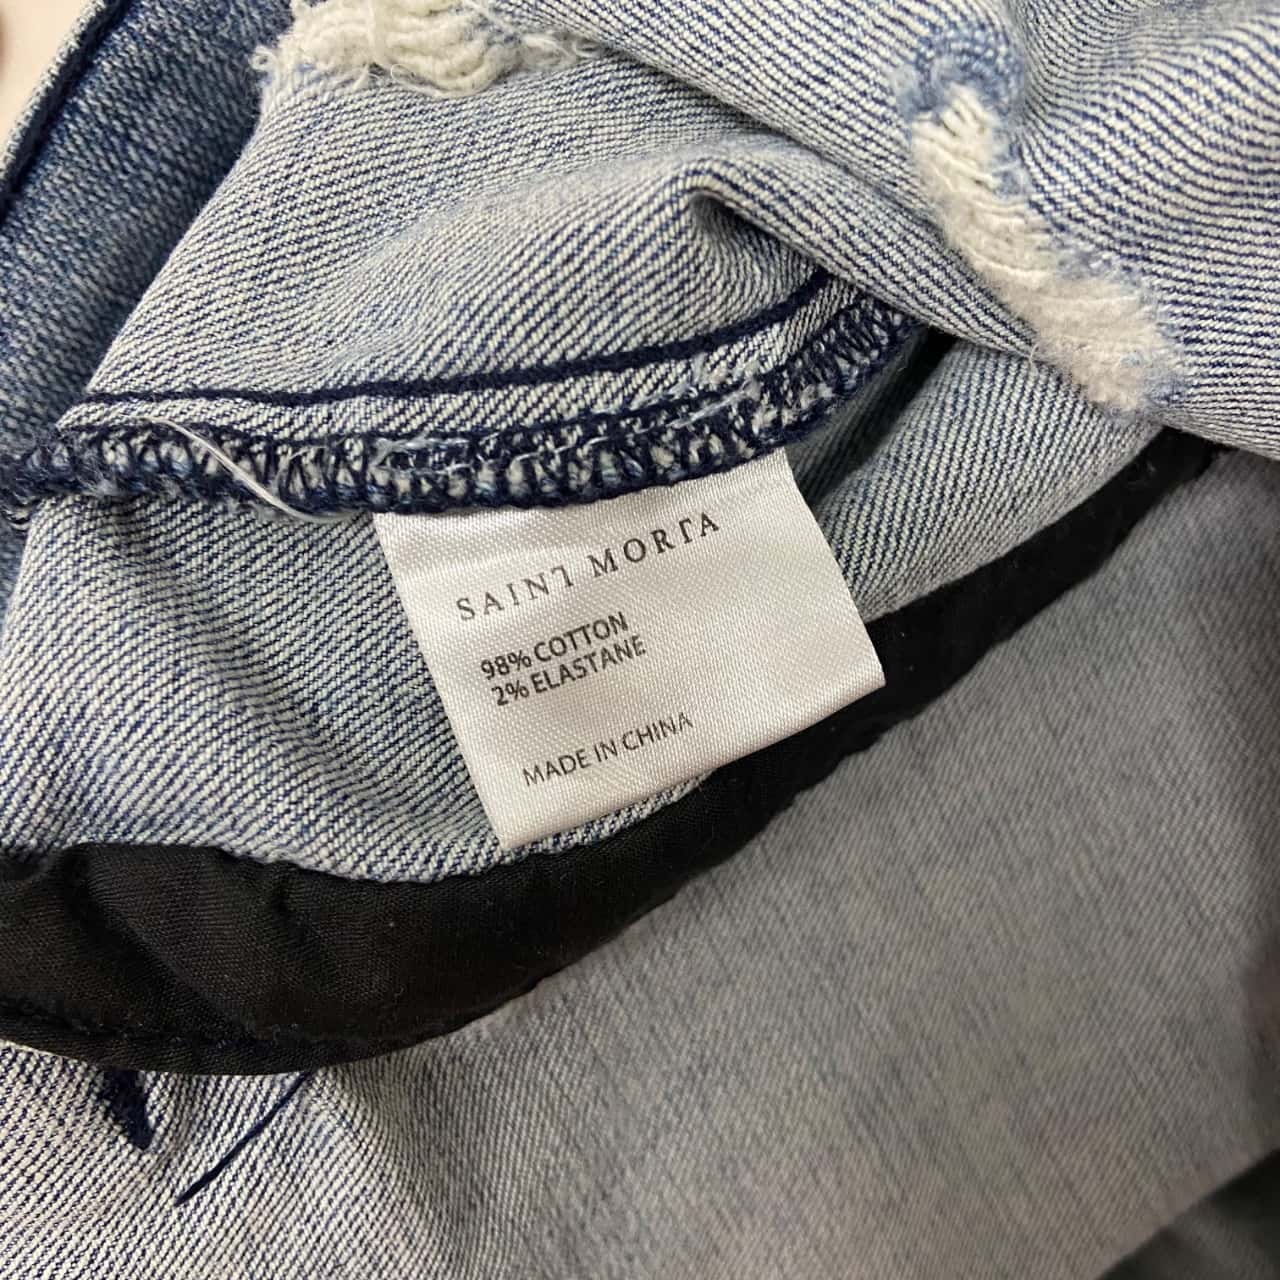 SAINT MORTA
98% COTTON
2% ELASTANE
MADE IN CHINA